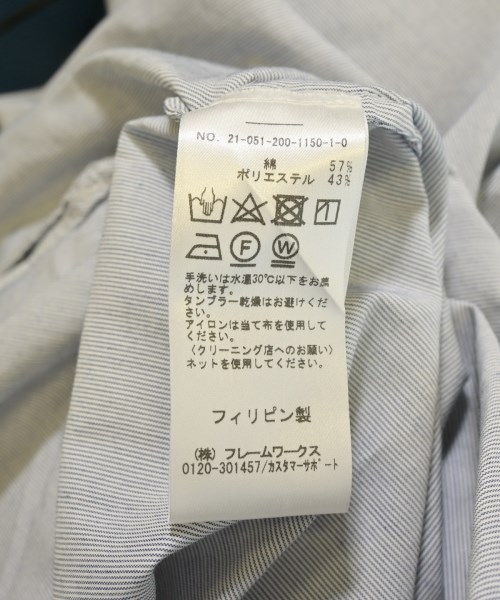 NO. 21-051-200-1150-1-0
綿 57%
ポリエステル 43%
F W
手洗いは水温30℃以下をお薦
めします。
タンブラー乾燥はお避けくだ
さい。
アイロンは当て布を使用して
ください。
〈クリーニング店へのお願い〉
ネットを使用してください。
フィリピン製
(株) フレームワークス
0120-301457/カスタマーサポート